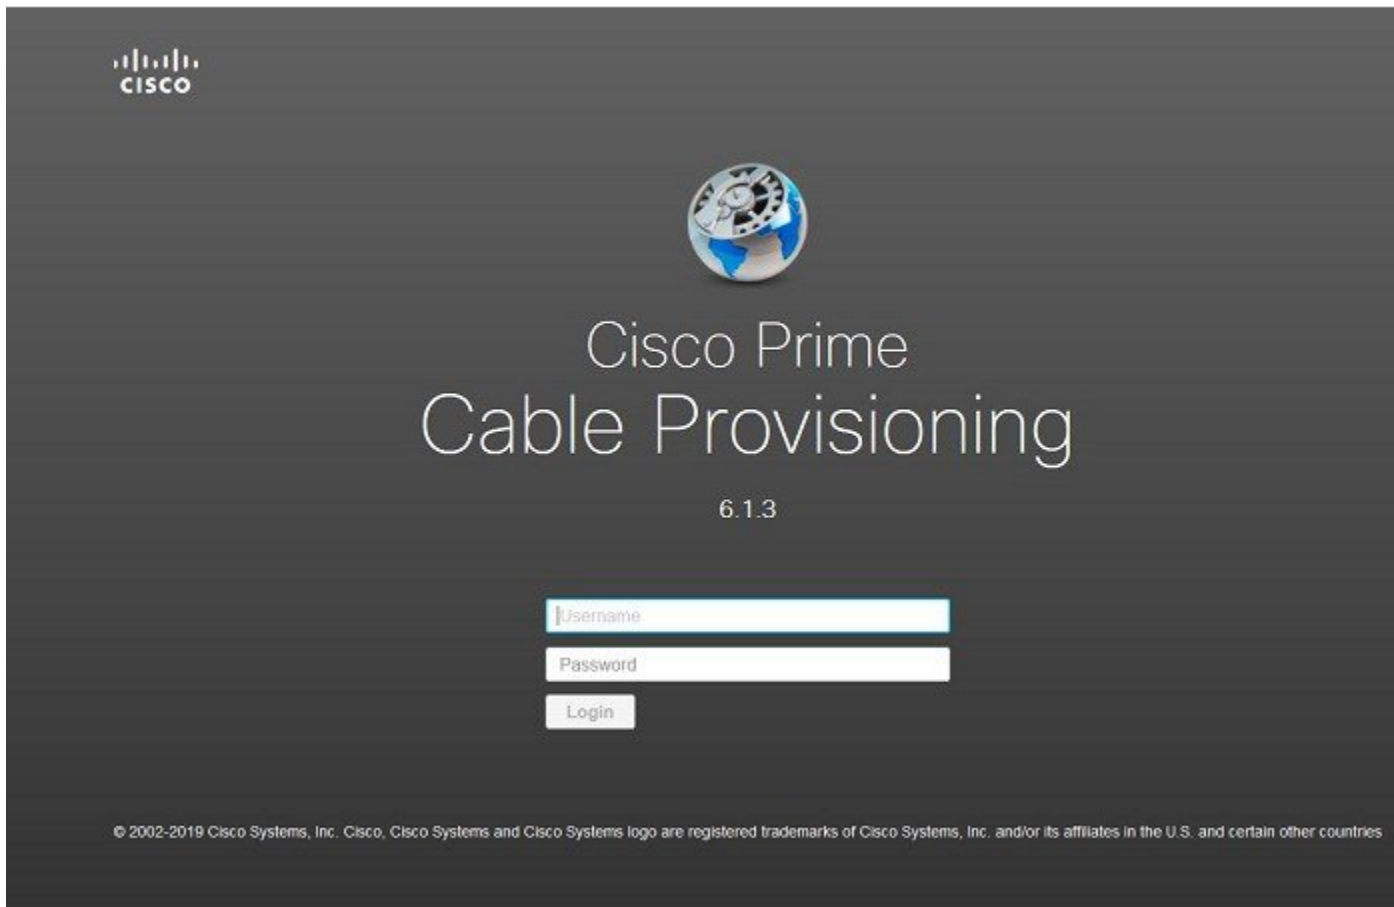 CISCO
Cisco Prime
Cable Provisioning
6.1.3
Username
Password
Login
© 2002-2019 Cisco Systems, Inc. Cisco, Cisco Systems and Cisco Systems logo are registered trademarks of Cisco Systems, Inc. and/or its affiliates in the U.S. and certain other countries